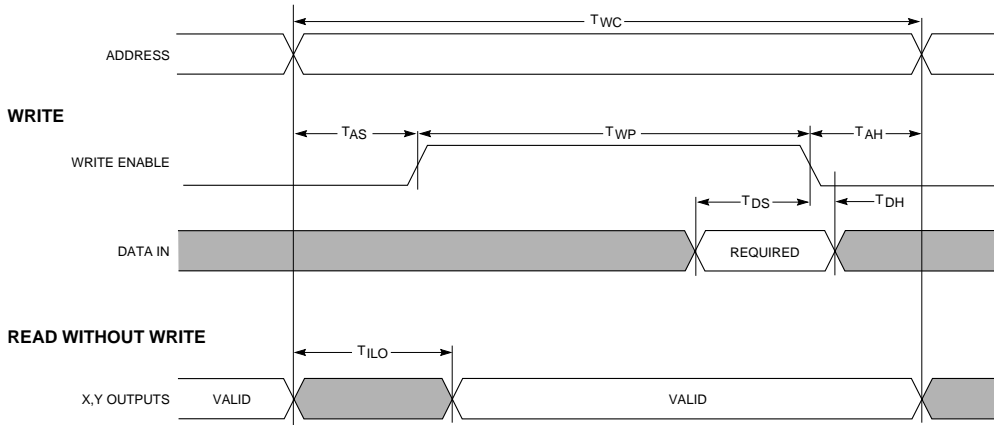 TWC
ADDRESS
WRITE
TAS
TWP
TAH
WRITE ENABLE
TDS
TDH
DATA IN
REQUIRED
READ WITHOUT WRITE
TILO
X,Y OUTPUTS
VALID
VALID